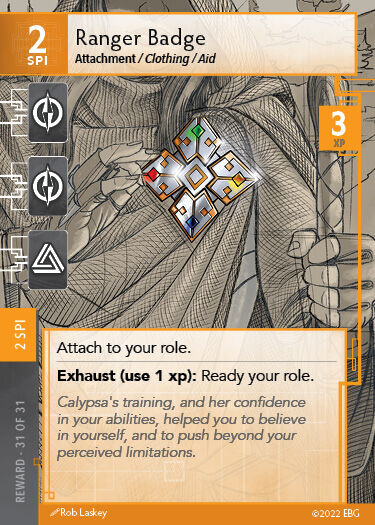 2
SPI
Ranger Badge
Attachment / Clothing / Aid
3
XP
2 SPI
Attach to your role.
Exhaust (use 1 xp): Ready your role.
Calypsa's training, and her confidence
in your abilities, helped you to believe
in yourself, and to push beyond your
perceived limitations.
REWARD - 31 OF 31
Rob Laskey
©2022 EBG